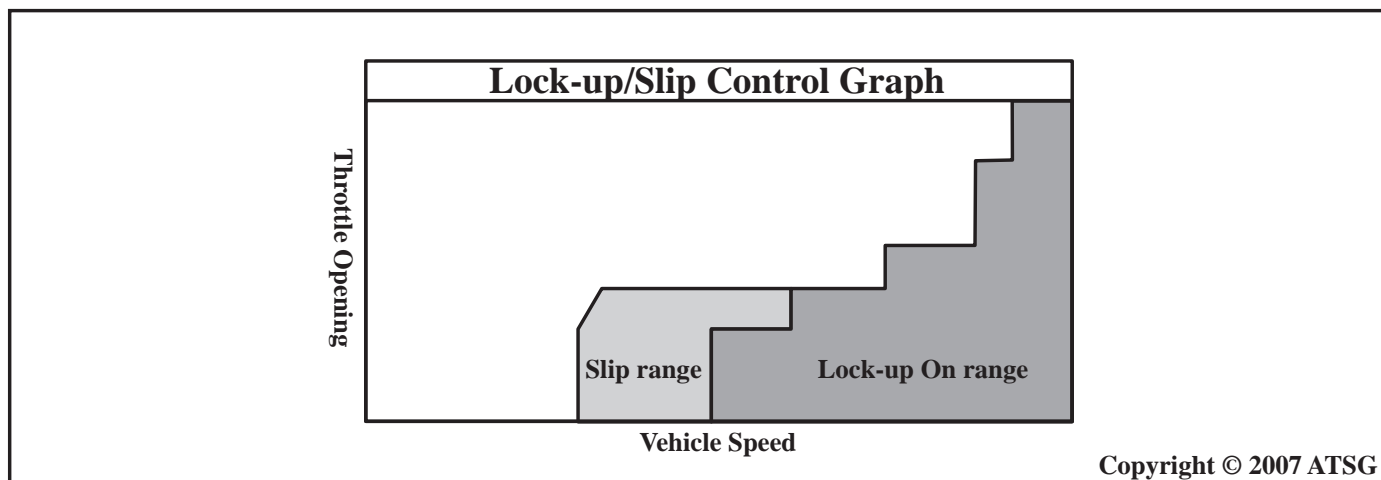 Lock-up/Slip Control Graph
Throttle Opening
Slip range
Lock-up On range
Vehicle Speed
Copyright © 2007 ATSG